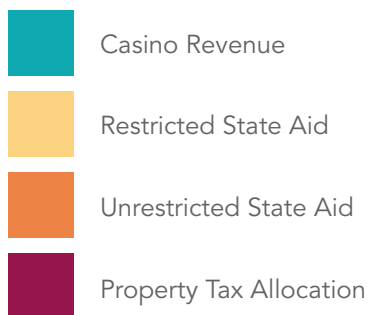 Casino Revenue
Restricted State Aid
Unrestricted State Aid
Property Tax Allocation